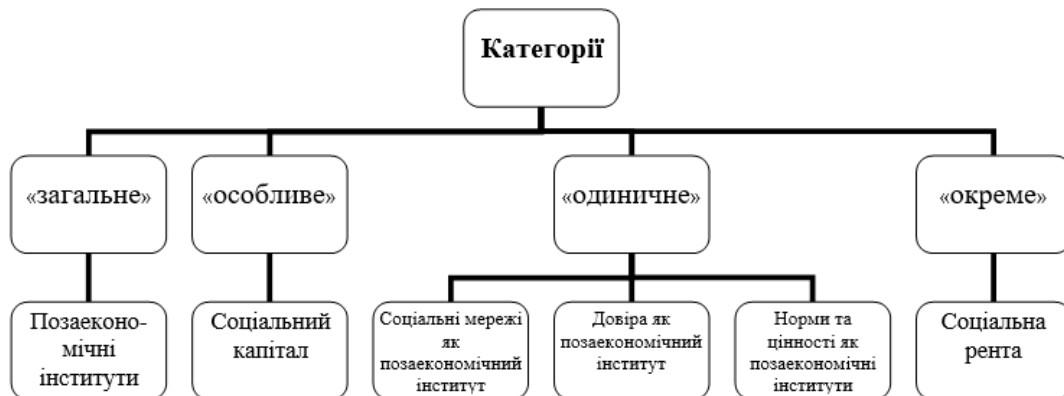 Категорії
«загальне»
«особливе»
«одиничне»
«окреме»
Позаеконо-
мічні
інститути
Соціальний
капітал
Соціальні мережі
як
позаекономічний
інститут
Довіра як
позаекономічний
інститут
Норми та
цінності як
позаекономічні
інститути
Соціальна
рента